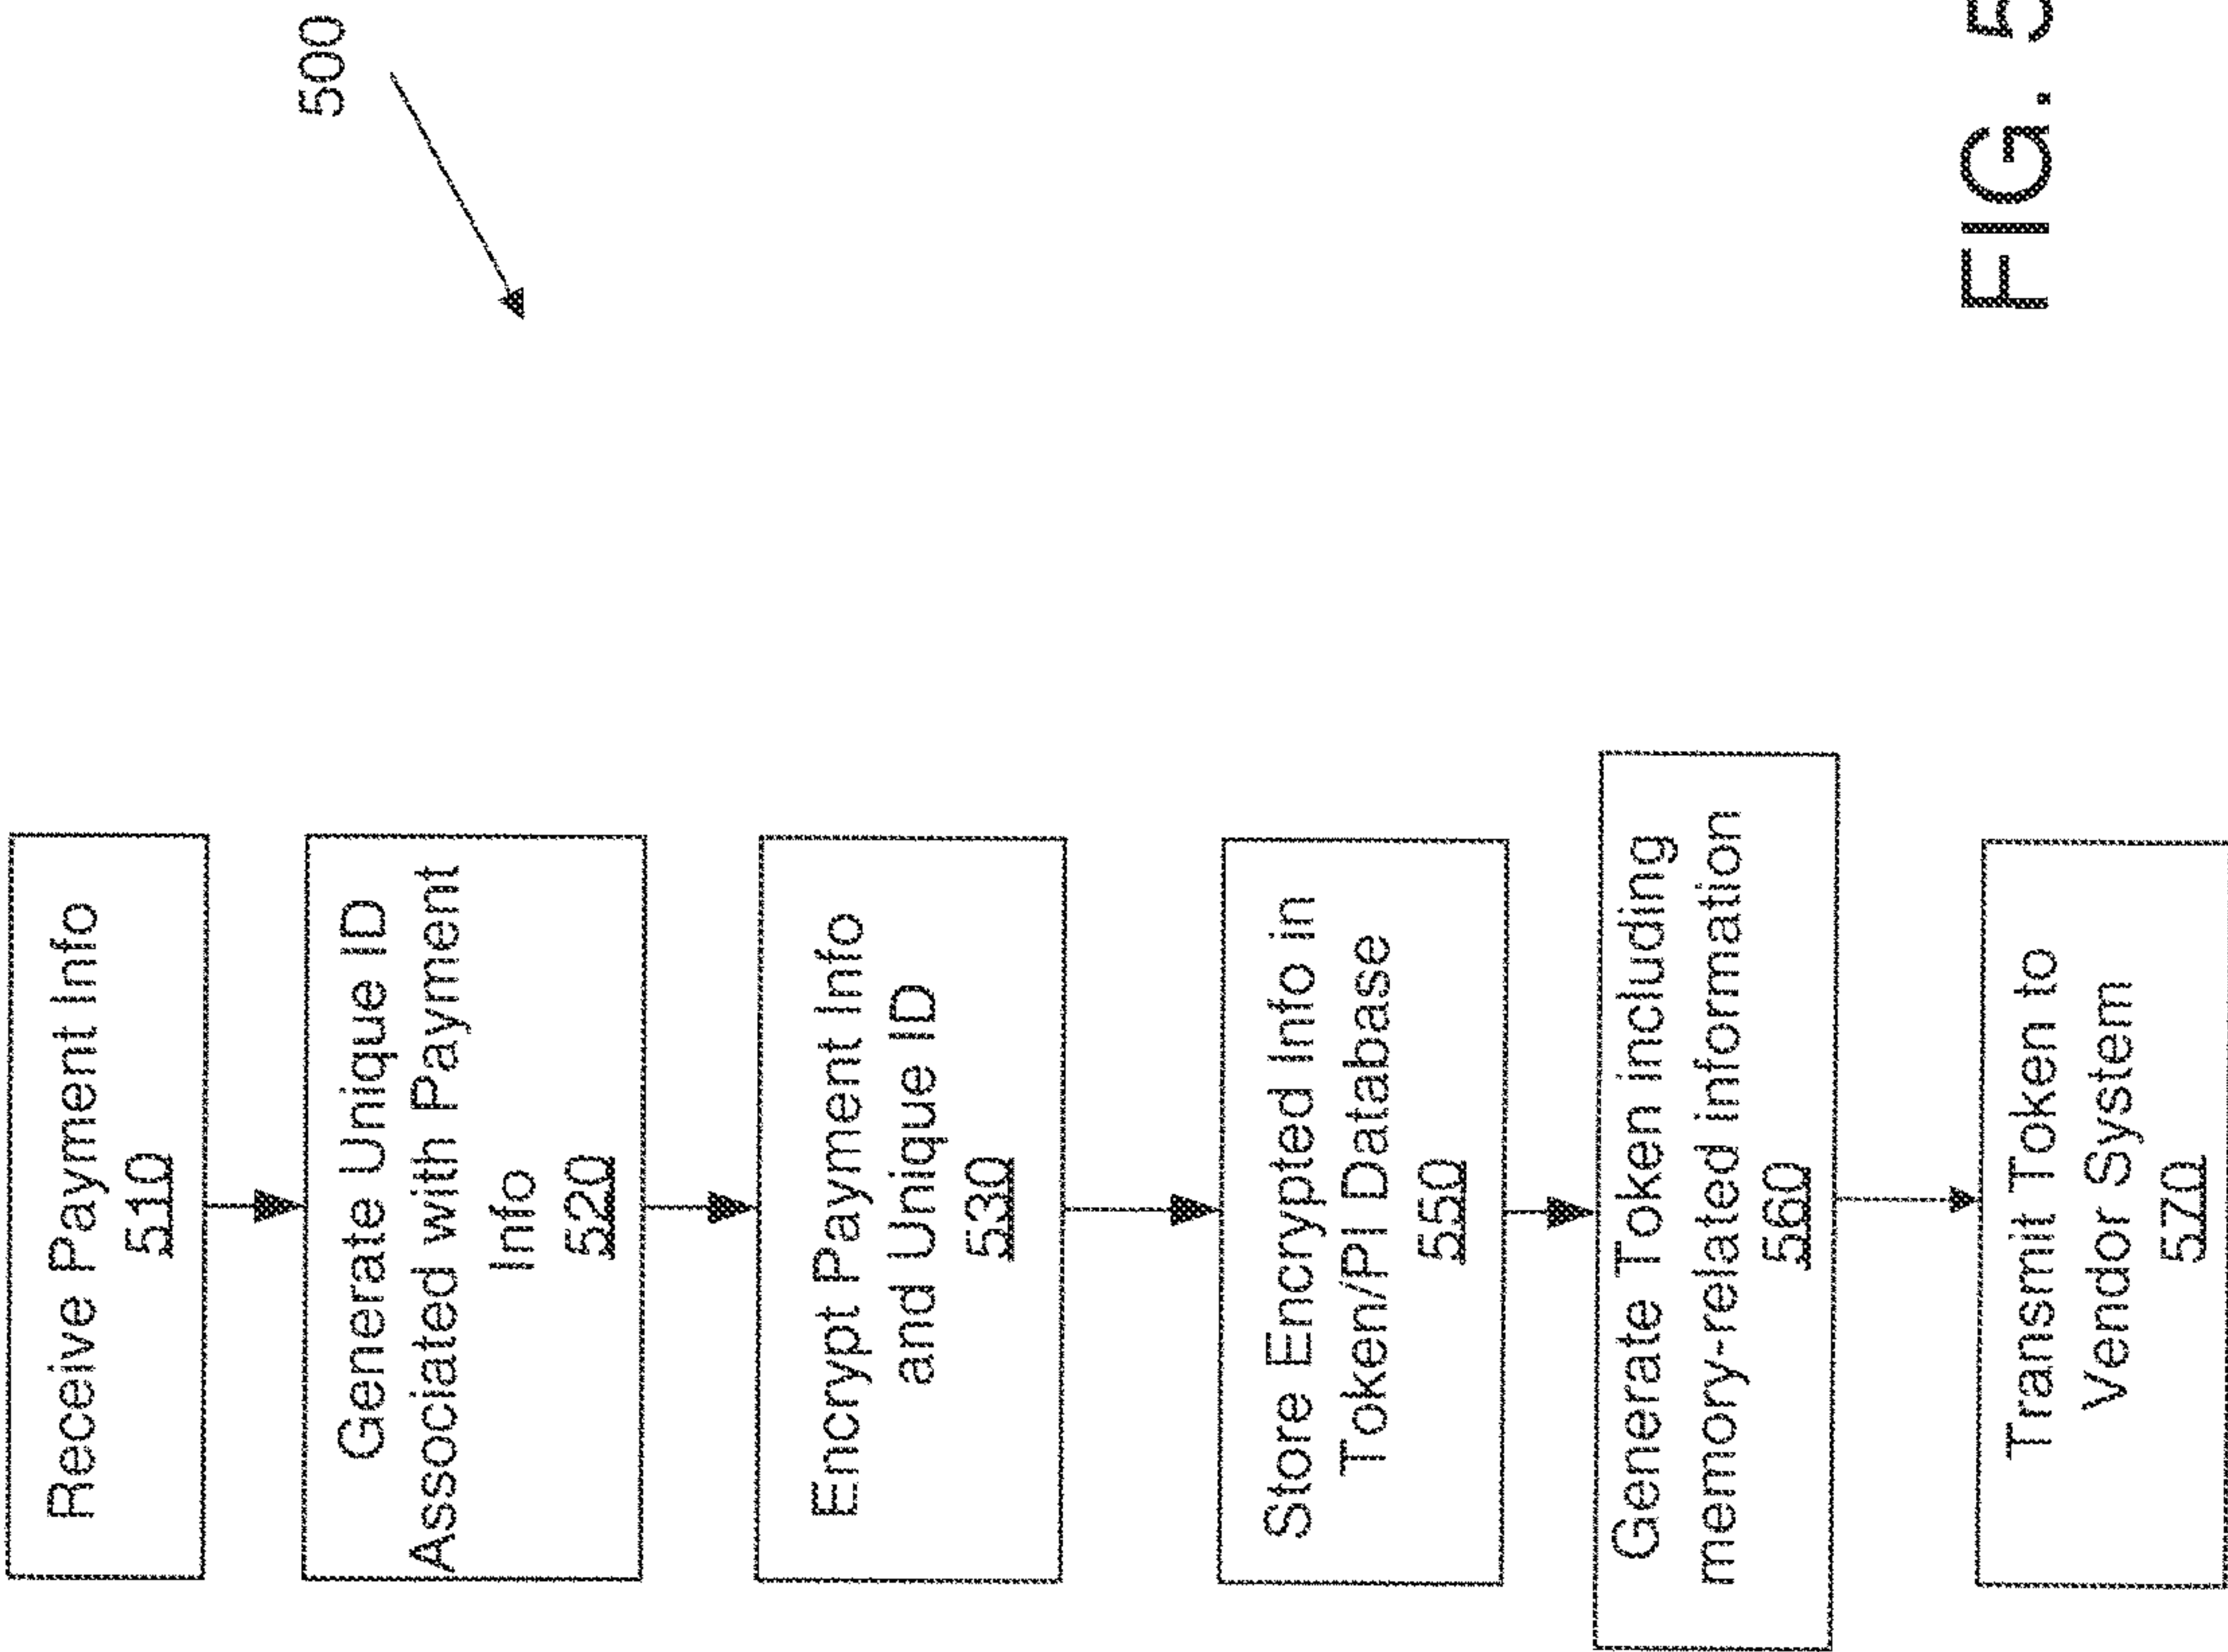 500
Receive Payment Info
510
Generate Unique ID
Associated with Payment
Info
520
Encrypt Payment Info
and Unique ID
530
Store Encrypted Info in
Token/PI Database
550
Generate Token including
memory-related information
560
Transmit Token to
Vendor System
570
FIG. 5